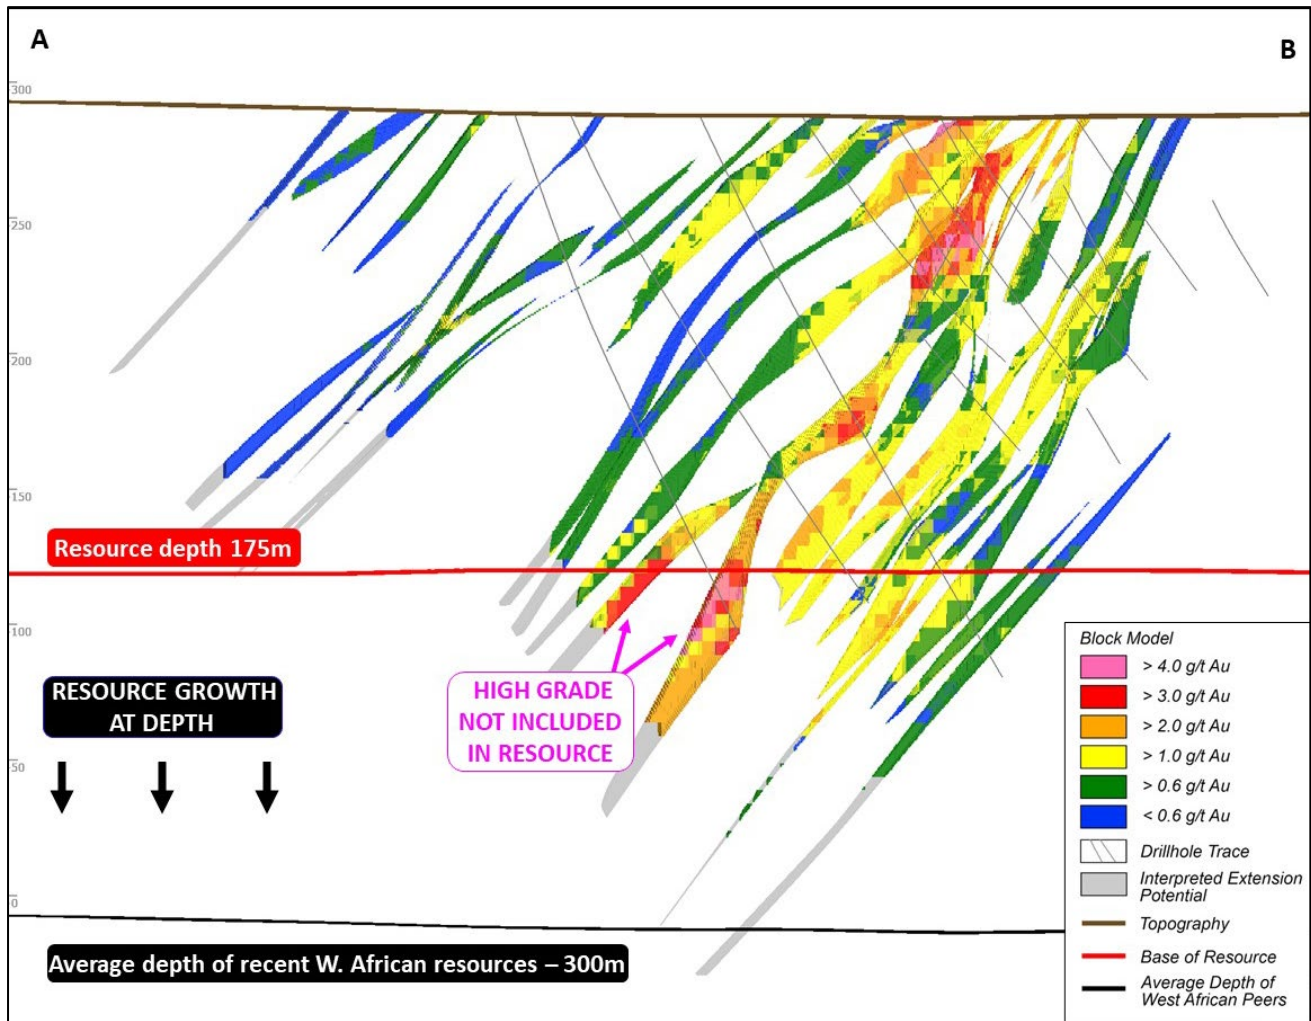 A
B
300
250
200
150
Resource depth 175m
100
RESOURCE GROWTH
AT DEPTH
HIGH GRADE
NOT INCLUDED
IN RESOURCE
50
0
Average depth of recent W. African resources – 300m
Block Model
> 4.0 g/t Au
> 3.0 g/t Au
> 2.0 g/t Au
> 1.0 g/t Au
> 0.6 g/t Au
< 0.6 g/t Au
Drillhole Trace
Interpreted Extension
Potential
Topography
Base of Resource
Average Depth of
West African Peers